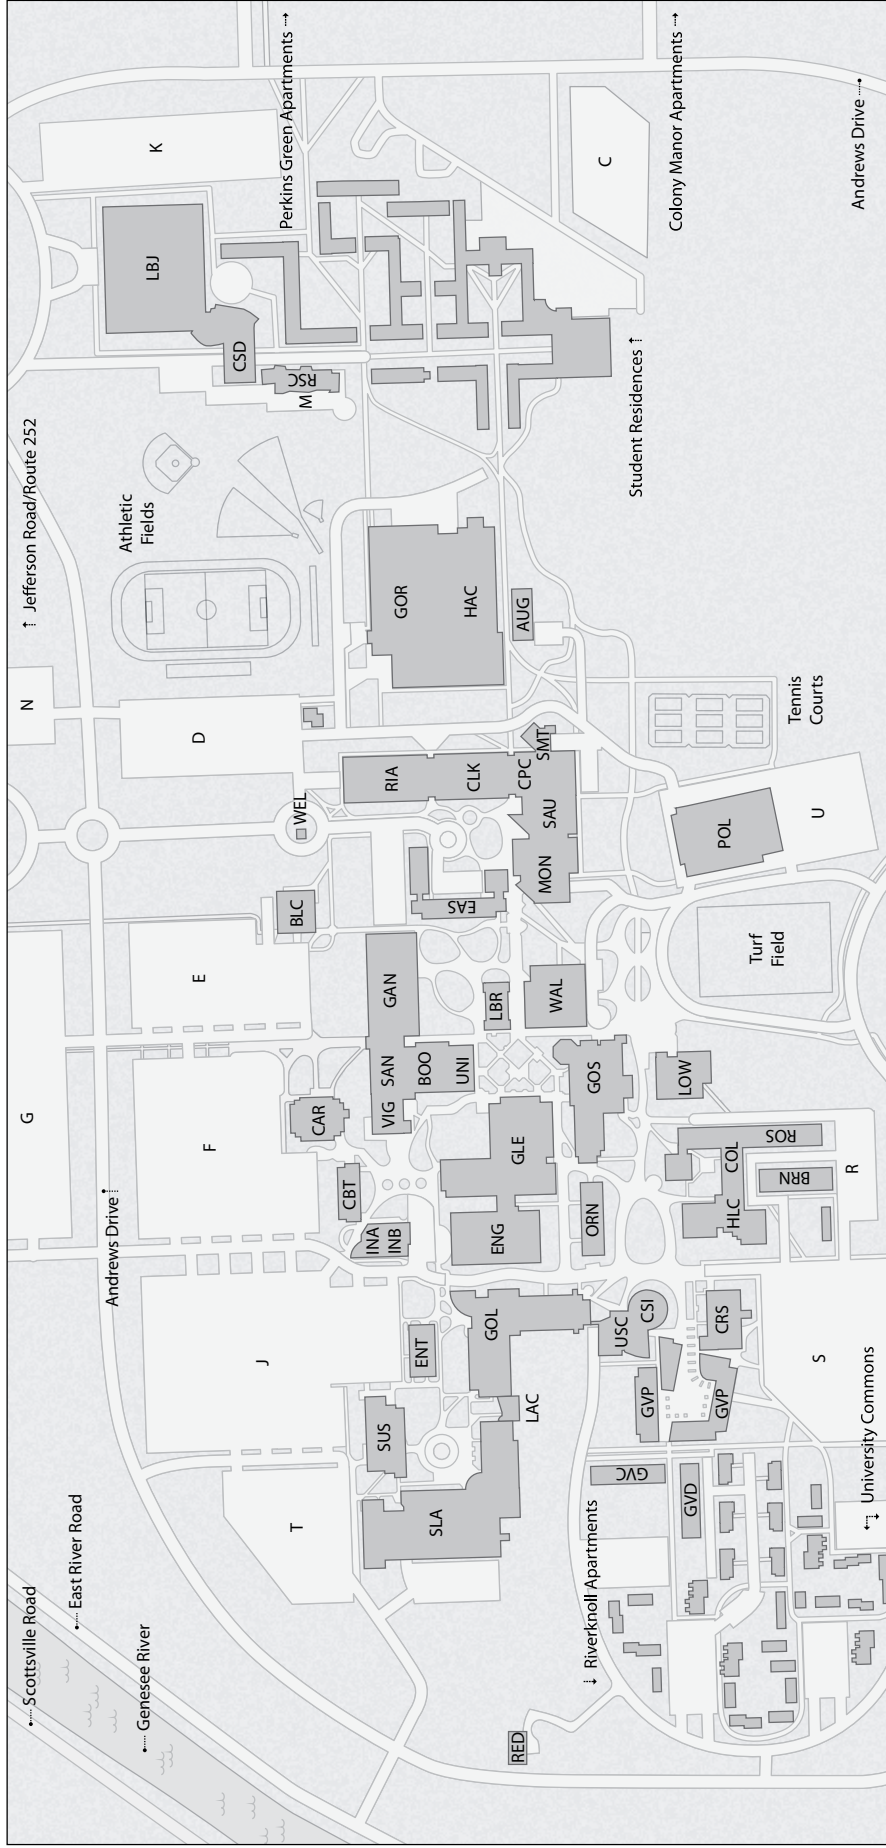 Scottsville Road
East River Road
Genesee River
Andrews Drive
Jefferson Road/Route 252
G
N
T
J
F
E
D
Athletic
Fields
K
LBJ
CSD
RSC
M
Perkins Green Apartments
SUS
ENT
INA
INB
CBT
CAR
BLC
WEL
SLA
GOL
LAC
ENG
GLE
VIG
SAN
BOO
UNI
GAN
LBR
EAS
RIA
CLK
CPC
SMT
SAU
MON
WAL
GOR
HAC
AUG
RED
Riverknoll Apartments
GVC
GVD
GVP
GVP
USC
CSI
CRS
ORN
GOS
LOW
COL
HLC
ROS
BRN
R
S
University Commons
Turf
Field
POL
U
Tennis
Courts
Student Residences
C
Colony Manor Apartments
Andrews Drive